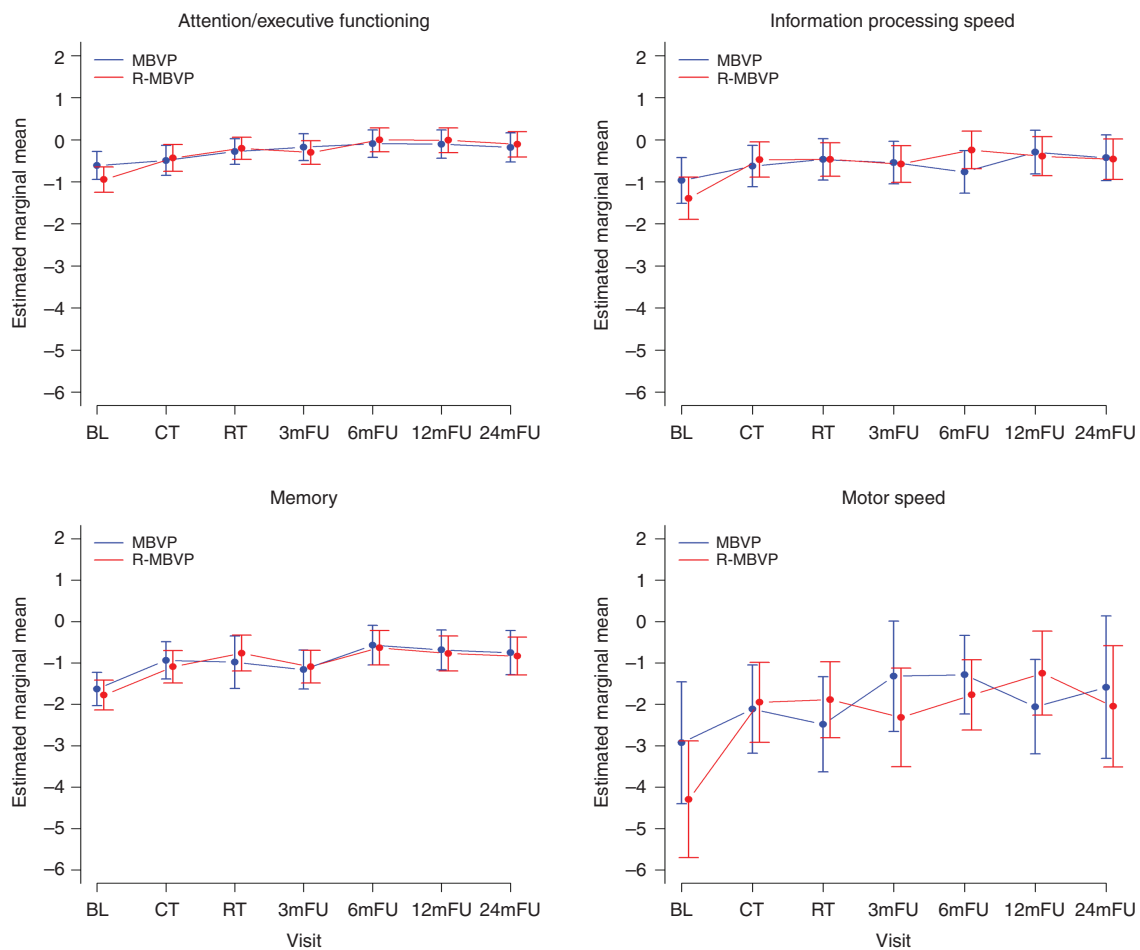 Attention/executive functioning
MBVP
R-MBVP
Estimated marginal mean
2
1
0
–1
–2
–3
–4
–5
–6
BL CT RT 3mFU 6mFU 12mFU 24mFU
Information processing speed
MBVP
R-MBVP
Estimated marginal mean
2
1
0
–1
–2
–3
–4
–5
–6
BL CT RT 3mFU 6mFU 12mFU 24mFU
Memory
MBVP
R-MBVP
Estimated marginal mean
2
1
0
–1
–2
–3
–4
–5
–6
BL CT RT 3mFU 6mFU 12mFU 24mFU
Visit
Motor speed
MBVP
R-MBVP
Estimated marginal mean
2
1
0
–1
–2
–3
–4
–5
–6
BL CT RT 3mFU 6mFU 12mFU 24mFU
Visit